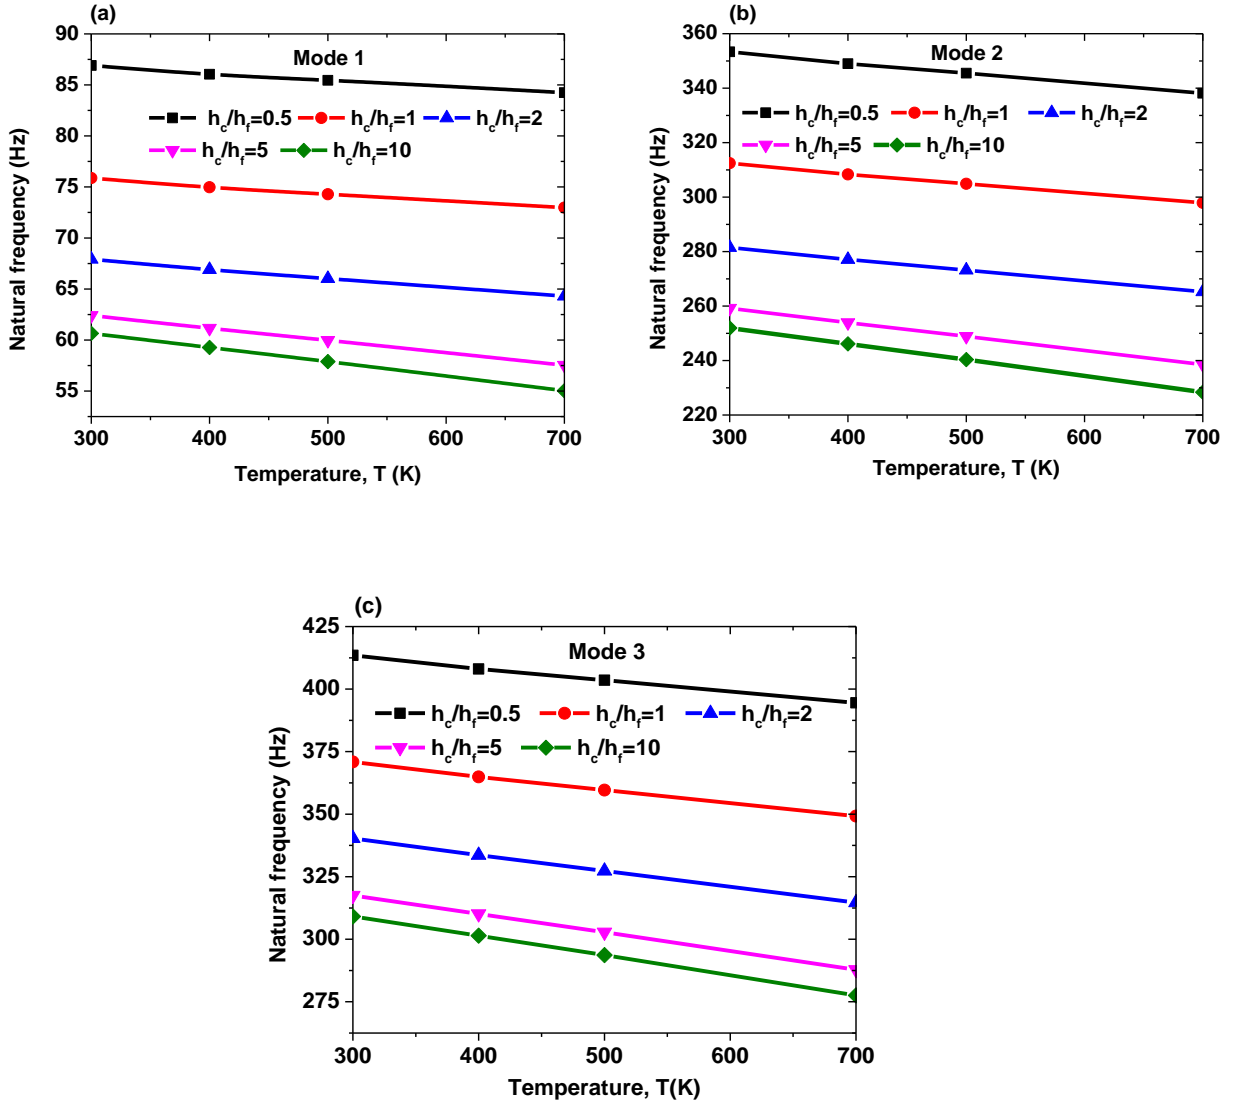 (a)
Mode 1
h_c/h_f=0.5 h_c/h_f=1 h_c/h_f=2
h_c/h_f=5 h_c/h_f=10
Natural frequency (Hz)
90
85
80
75
70
65
60
55
300 400 500 600 700
Temperature, T (K)
(b)
Mode 2
h_c/h_f=0.5 h_c/h_f=1 h_c/h_f=2
h_c/h_f=5 h_c/h_f=10
Natural frequency (Hz)
360
340
320
300
280
260
240
220
300 400 500 600 700
Temperature, T (K)
(c)
Mode 3
h_c/h_f=0.5 h_c/h_f=1 h_c/h_f=2
h_c/h_f=5 h_c/h_f=10
Natural frequency (Hz)
425
400
375
350
325
300
275
300 400 500 600 700
Temperature, T(K)